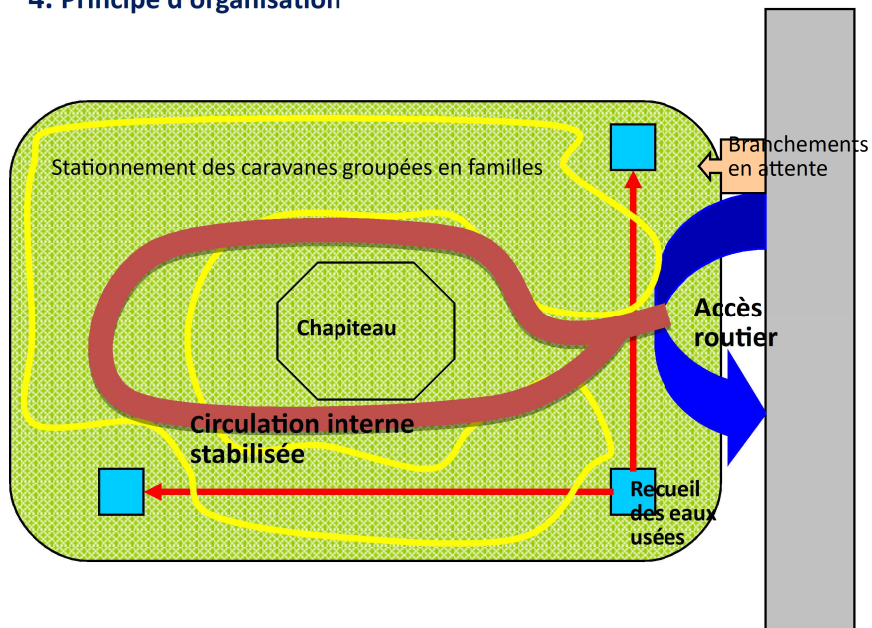 4. Principe d'organisation
Branchements
en attente
Stationnement des caravanes groupées en familles
Accès
routier
Chapiteau
Circulation interne
stabilisée
Recueil
des eaux
usées